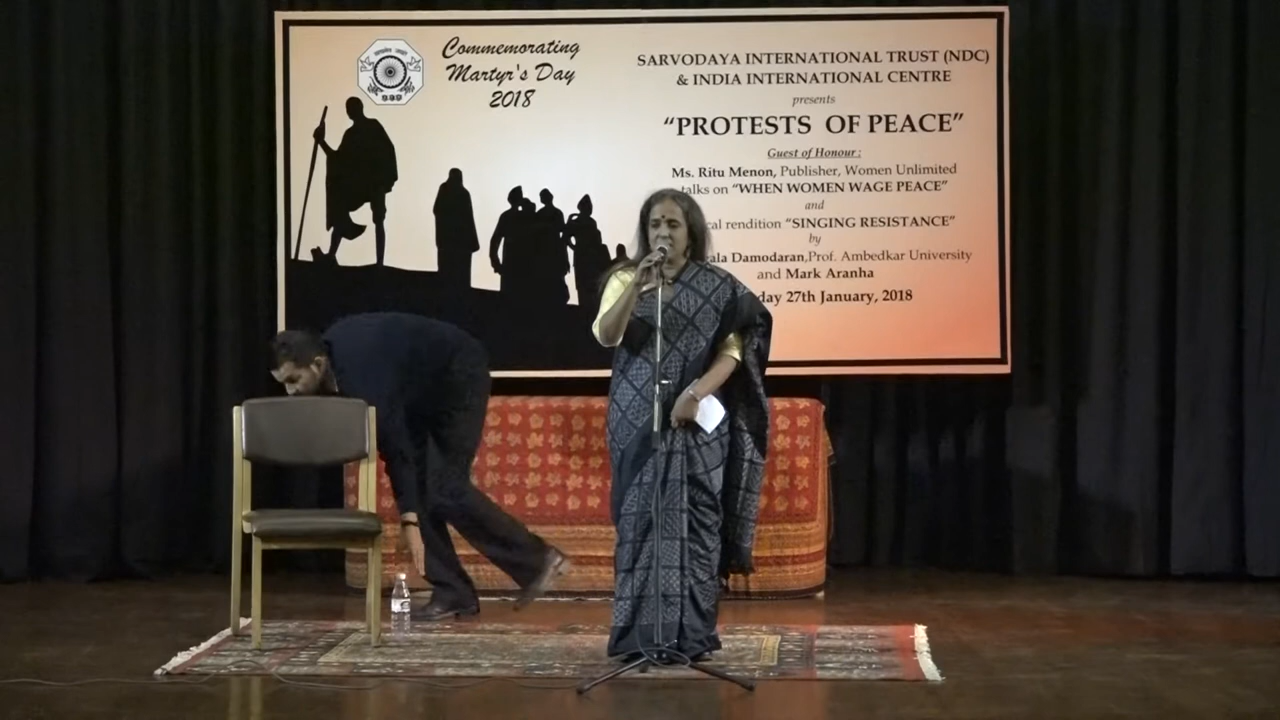 Commemorating
Martyr's Day
2018
SARVODAYA INTERNATIONAL TRUST (NDC)
& INDIA INTERNATIONAL CENTRE
presents
“PROTESTS OF PEACE”
Guest of Honour :
Ms. Ritu Menon, Publisher, Women Unlimited
talks on “WHEN WOMEN WAGE PEACE”
and
rendition “SINGING RESISTANCE”
by
Damodaran,Prof. Ambedkar University
and Mark Aranha
27th January, 2018